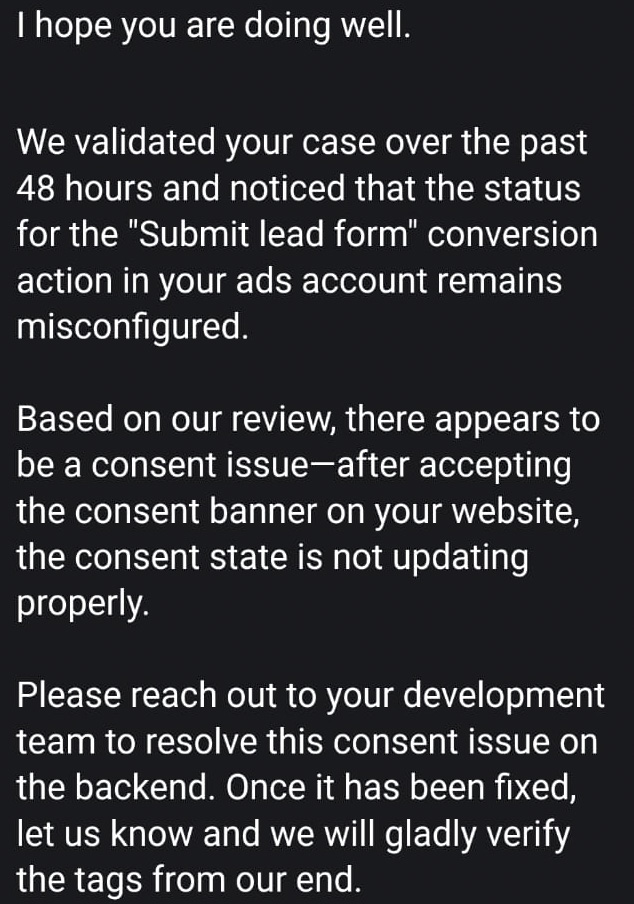 I hope you are doing well.
We validated your case over the past
48 hours and noticed that the status
for the "Submit lead form" conversion
action in your ads account remains
misconfigured.
Based on our review, there appears to
be a consent issue—after accepting
the consent banner on your website,
the consent state is not updating
properly.
Please reach out to your development
team to resolve this consent issue on
the backend. Once it has been fixed,
let us know and we will gladly verify
the tags from our end.